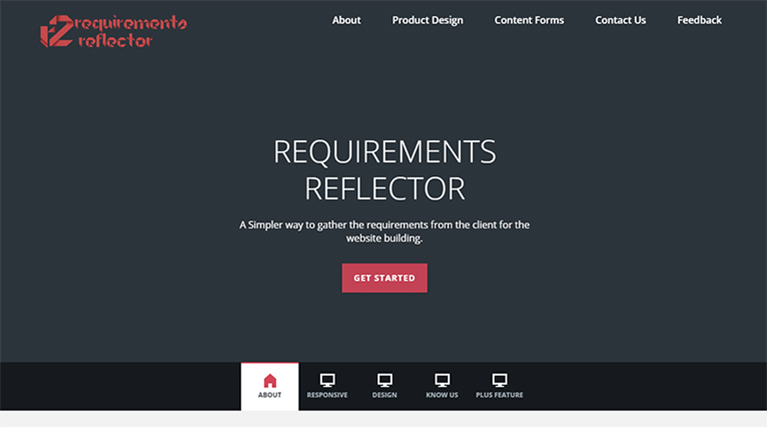 requirements
reflector
About Product Design Content Forms Contact Us Feedback
REQUIREMENTS
REFLECTOR
A Simpler way to gather the requirements from the client for the
website building.
GET STARTED
ABOUT RESPONSIVE DESIGN KNOW US PLUS FEATURE